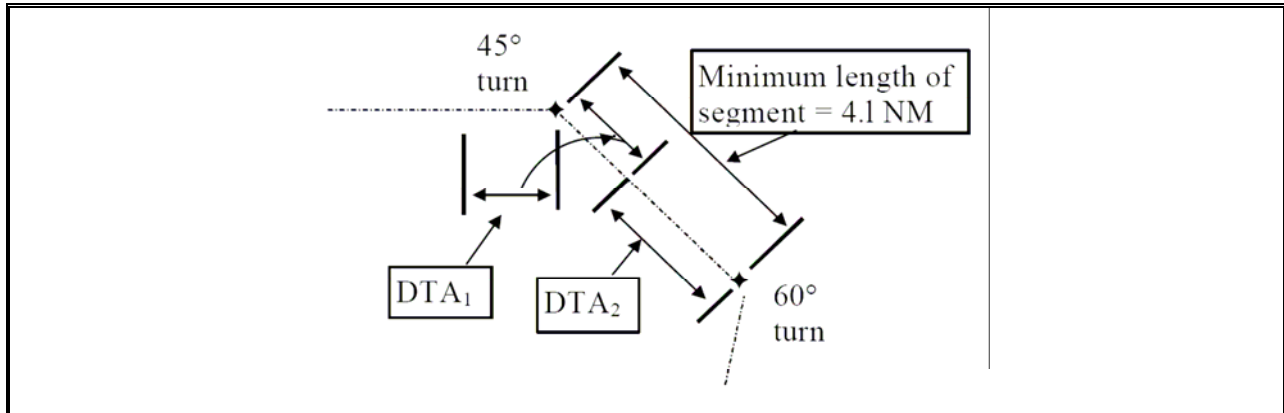 45°
turn
Minimum length of
segment = 4.1 NM
DTA₁
DTA₂
60°
turn